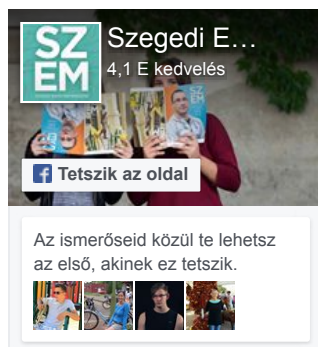 SZ
EM
Szegedi E...
4,1 E kedvelés
Tetszik az oldal
Az ismerőseid közül te lehetsz
az első, akinek ez tetszik.